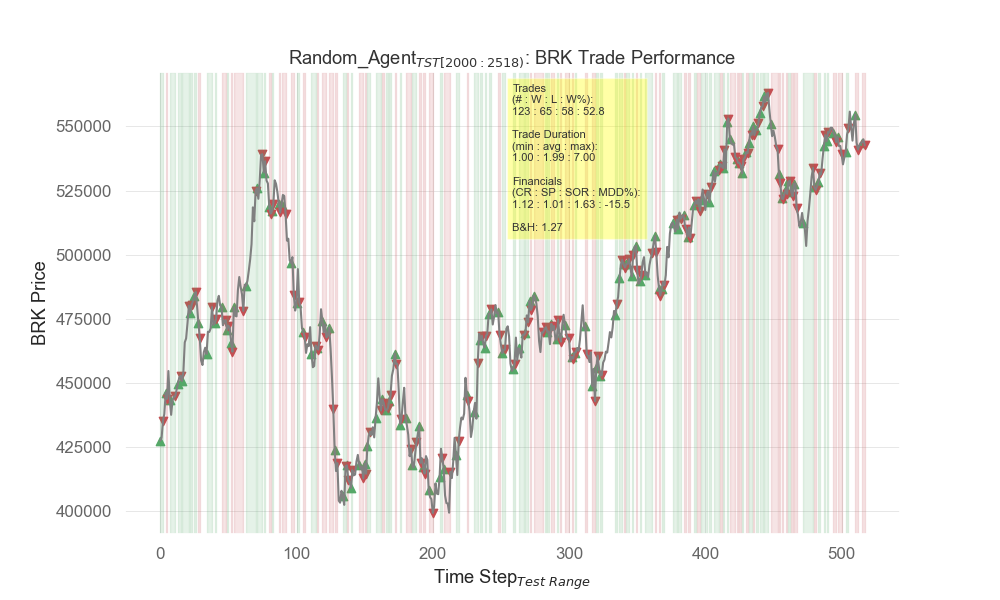 Random_Agent TST[2000 : 2518): BRK Trade Performance
Trades
(# : W : L : W%):
123 : 65 : 58 : 52.8
Trade Duration
(min : avg : max):
1.00 : 1.99 : 7.00
Financials
(CR : SP : SOR : MDD%):
1.12 : 1.01 : 1.63 : -15.5
B&H: 1.27
BRK Price
550000
525000
500000
475000
450000
425000
400000
0 100 200 300 400 500
Time Step Test Range